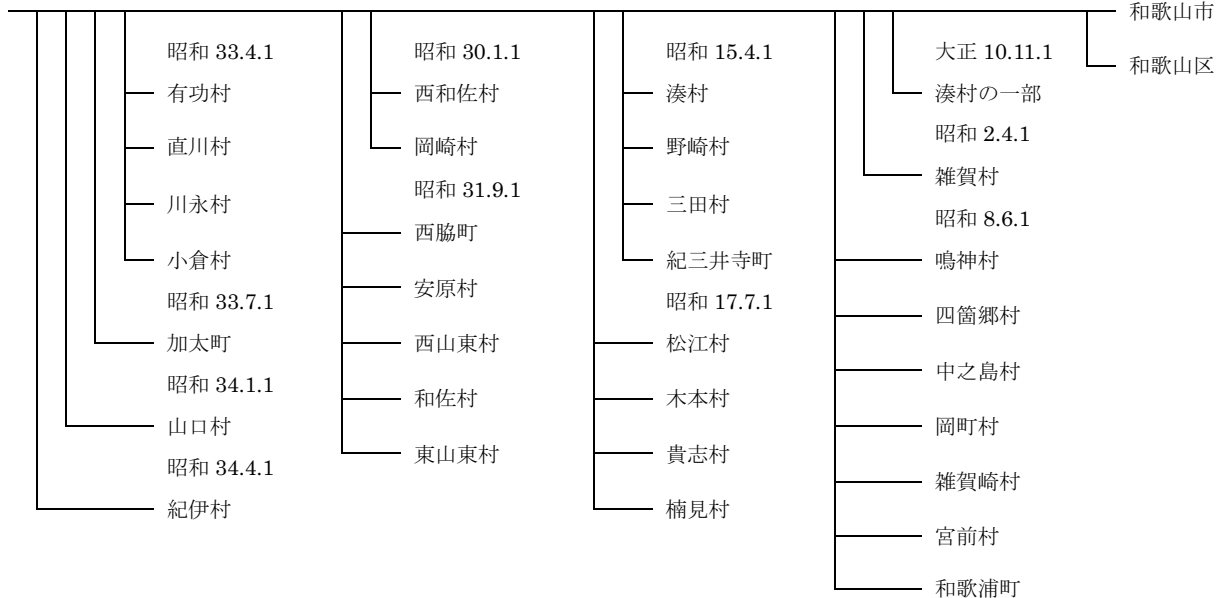 和歌山市
和歌山区
大正 10.11.1
湊村の一部
昭和 2.4.1
雑賀村
昭和 8.6.1
鳴神村
四箇郷村
中之島村
岡町村
雑賀崎村
宮前村
和歌浦町
昭和 15.4.1
湊村
野崎村
三田村
紀三井寺町
昭和 17.7.1
松江村
木本村
貴志村
楠見村
昭和 30.1.1
西和佐村
岡崎村
昭和 31.9.1
西脇町
安原村
西山東村
和佐村
東山東村
昭和 33.4.1
有功村
直川村
川永村
小倉村
昭和 33.7.1
加太町
昭和 34.1.1
山口村
昭和 34.4.1
紀伊村